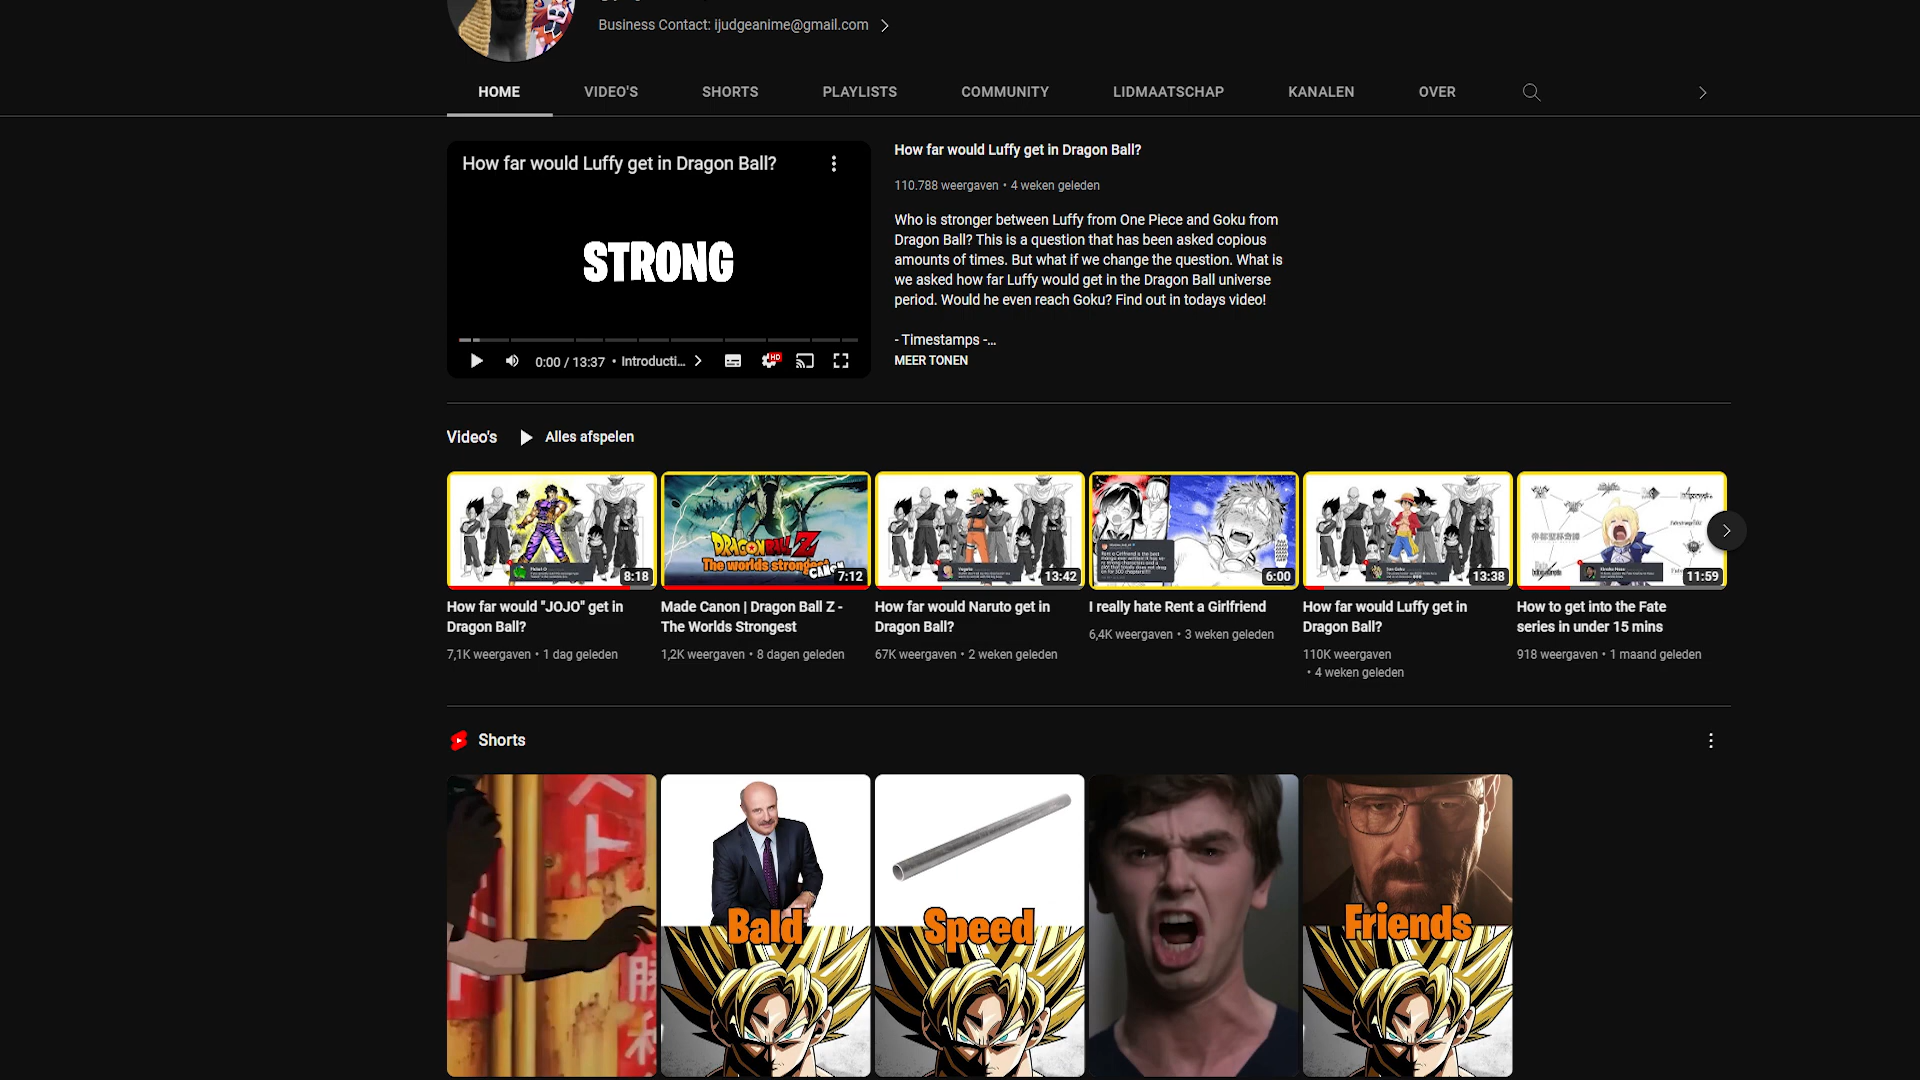 Business Contact: ijudgeanime@gmail.com
HOME VIDEO'S SHORTS PLAYLISTS COMMUNITY LIDMAATSCHAP KANALEN OVER
How far would Luffy get in Dragon Ball?
STRONG
0:00 / 13:37 • Introducti...
HD
How far would Luffy get in Dragon Ball?
110.788 weergaven • 4 weken geleden
Who is stronger between Luffy from One Piece and Goku from
Dragon Ball? This is a question that has been asked copious
amounts of times. But what if we change the question. What is
we asked how far Luffy would get in the Dragon Ball universe
period. Would he even reach Goku? Find out in todays video!
- Timestamps -...
MEER TONEN
Video's Alles afspelen
8:18
How far would "JOJO" get in
Dragon Ball?
7,1K weergaven • 1 dag geleden
DRAGON BALL Z
The worlds strongest
CANON
7:12
Made Canon | Dragon Ball Z -
The Worlds Strongest
1,2K weergaven • 8 dagen geleden
13:42
How far would Naruto get in
Dragon Ball?
67K weergaven • 2 weken geleden
6:00
I really hate Rent a Girlfriend
6,4K weergaven • 3 weken geleden
13:38
How far would Luffy get in
Dragon Ball?
110K weergaven
• 4 weken geleden
11:59
How to get into the Fate
series in under 15 mins
918 weergaven • 1 maand geleden
Shorts
Bald
Speed
Friends